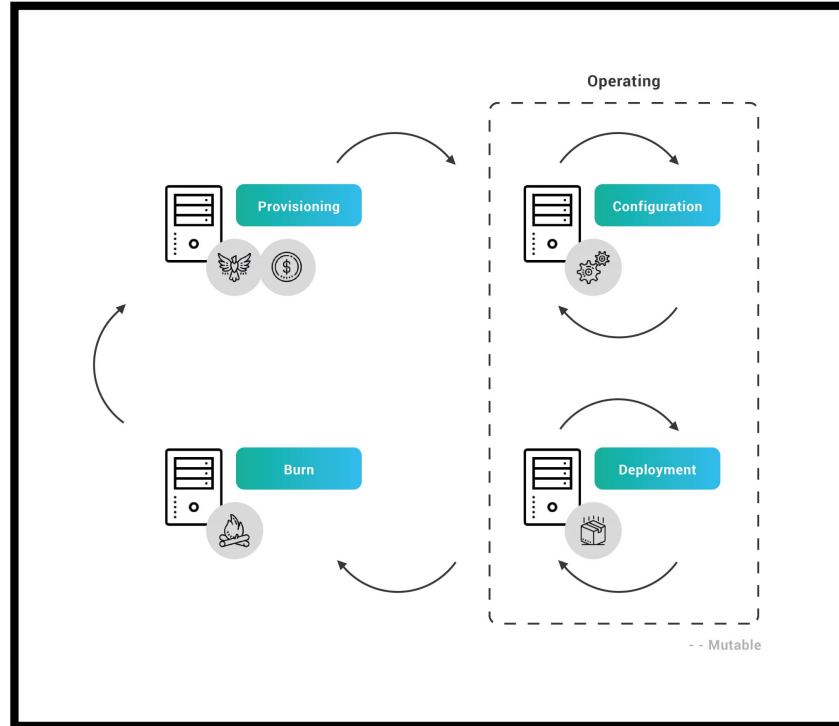 Operating
Provisioning
Configuration
$
Burn
Deployment
- - Mutable